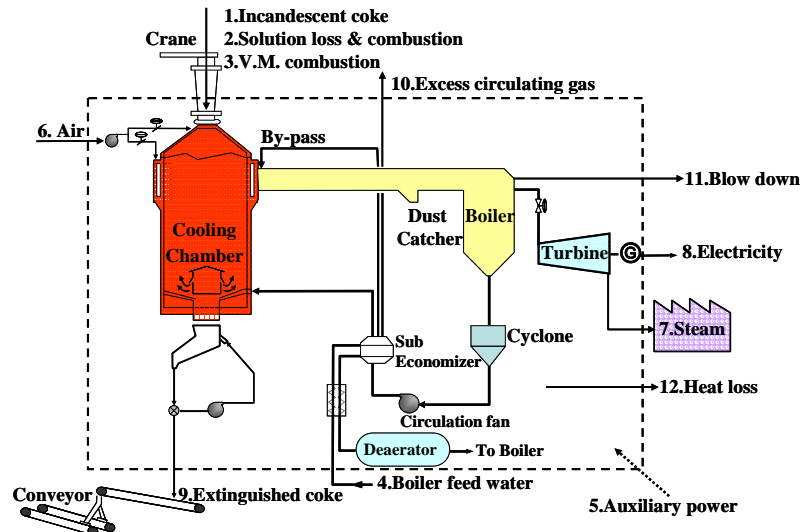 1.Incandescent coke
Crane
2.Solution loss & combustion
3.V.M. combustion
10.Excess circulating gas
6. Air
By-pass
11.Blow down
Dust
Catcher
Boiler
Cooling
Chamber
Turbine
G
8.Electricity
7.Steam
Sub
Economizer
Cyclone
12.Heat loss
Circulation fan
Deaerator
To Boiler
4.Boiler feed water
Conveyor
9.Extinguished coke
5.Auxiliary power